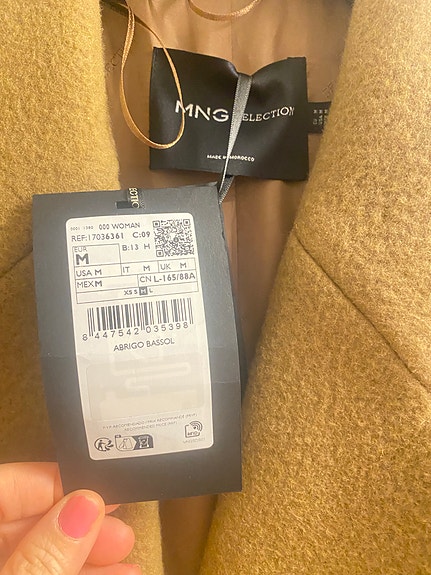 MNG SELECTION
MADE IN MOROCCO
000 WOMAN
REF:17036361 C:09
EUR M B:13 H
USA M IT M UK M
MEX M CN L-165/88A
XS S M L
8 447542 035398
ABRIGO BASSOL